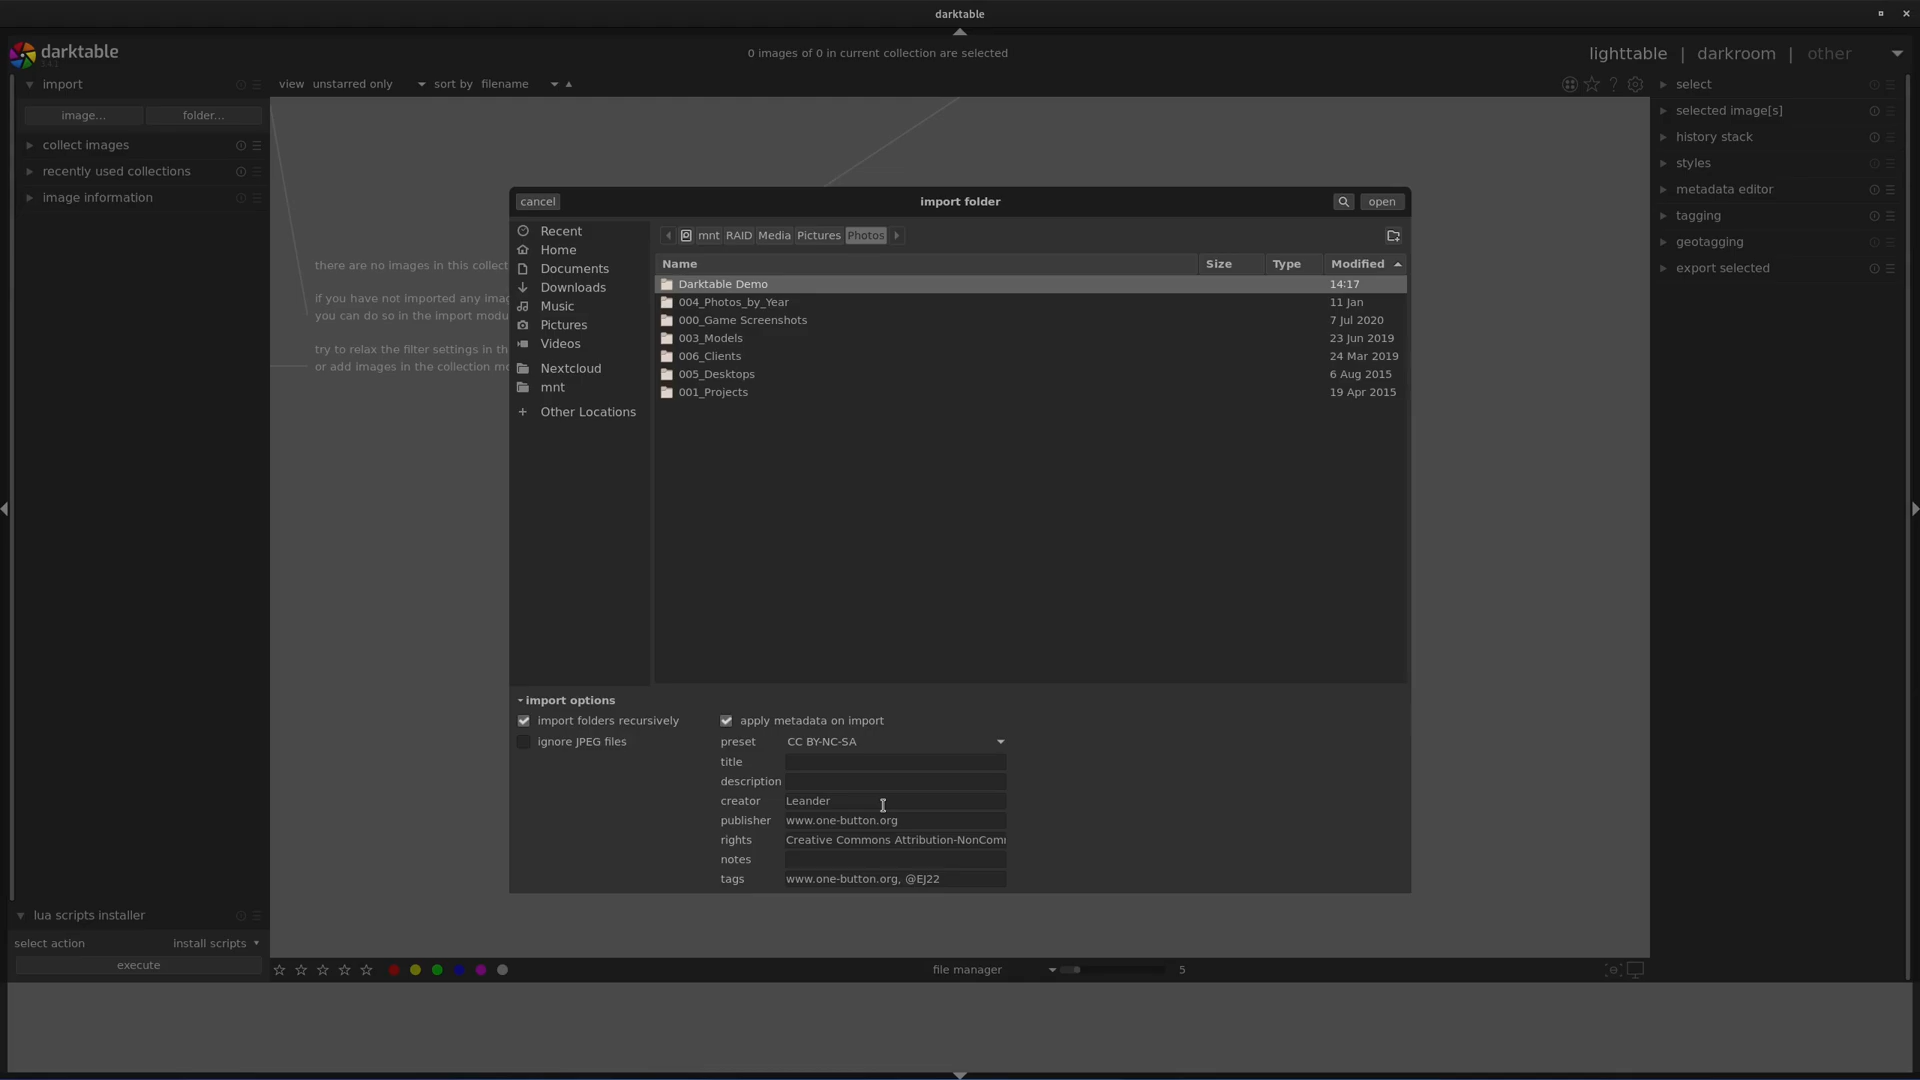 darktable
darktable
3.4.1
0 images of 0 in current collection are selected
lighttable | darkroom | other
import
view unstarred only sort by filename
select
image... folder...
selected image[s]
collect images
history stack
recently used collections
styles
image information
metadata editor
tagging
geotagging
export selected
there are no images in this collect
if you have not imported any imag
you can do so in the import modu
try to relax the filter settings in th
or add images in the collection mo
cancel
import folder
open
Recent
Home
Documents
Downloads
Music
Pictures
Videos
Nextcloud
mnt
Other Locations
mnt RAID Media Pictures Photos
Name Size Type Modified
Darktable Demo 14:17
004_Photos_by_Year 11 Jan
000_Game Screenshots 7 Jul 2020
003_Models 23 Jun 2019
006_Clients 24 Mar 2019
005_Desktops 6 Aug 2015
001_Projects 19 Apr 2015
import options
import folders recursively
ignore JPEG files
apply metadata on import
preset CC BY-NC-SA
title
description
creator Leander
publisher www.one-button.org
rights Creative Commons Attribution-NonComm
notes
tags www.one-button.org, @EJ22
lua scripts installer
select action install scripts
execute
file manager 5